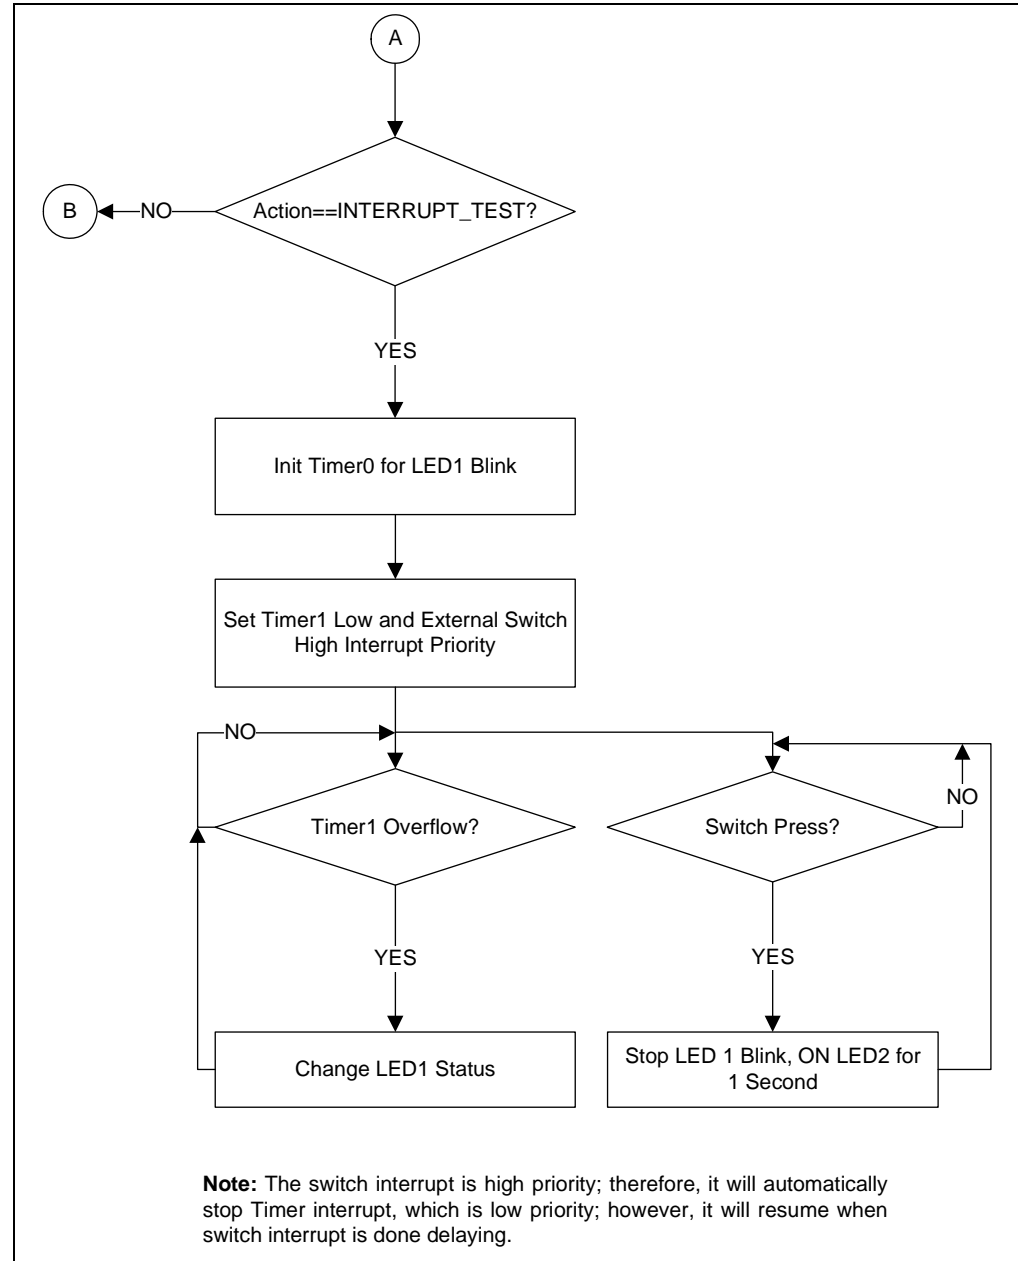 A
Action==INTERRUPT_TEST?
B
NO
YES
Init Timer0 for LED1 Blink
Set Timer1 Low and External Switch
High Interrupt Priority
NO
NO
Timer1 Overflow?
Switch Press?
YES
YES
Change LED1 Status
Stop LED 1 Blink, ON LED2 for
1 Second
Note: The switch interrupt is high priority; therefore, it will automatically
stop Timer interrupt, which is low priority; however, it will resume when
switch interrupt is done delaying.